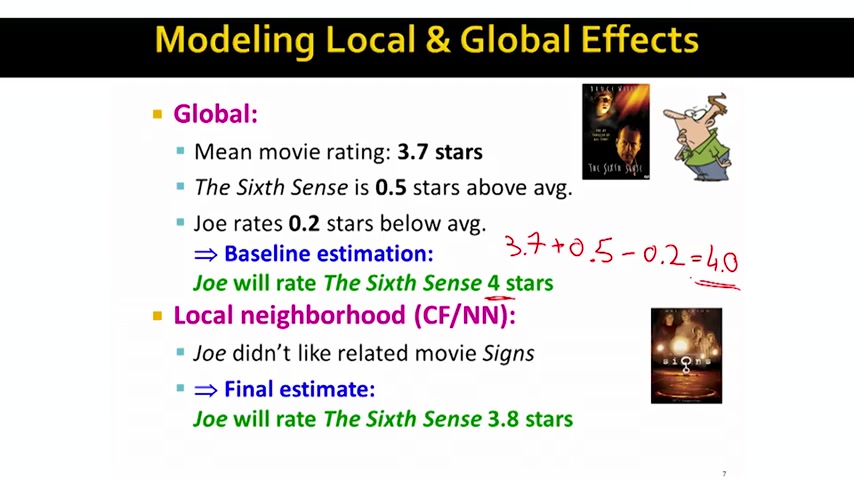 Modeling Local & Global Effects
Global:
Mean movie rating: 3.7 stars
The Sixth Sense is 0.5 stars above avg.
Joe rates 0.2 stars below avg.
⇒ Baseline estimation:
3.7+0.5-0.2=4.0
Joe will rate The Sixth Sense 4 stars
Local neighborhood (CF/NN):
Joe didn't like related movie Signs
⇒ Final estimate:
Joe will rate The Sixth Sense 3.8 stars
THE SIXTH SENSE
signs
7